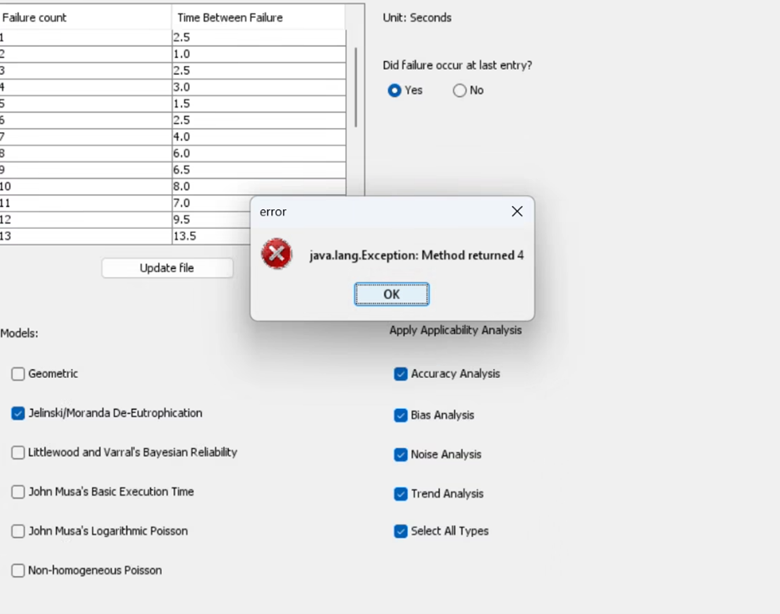 Failure count Time Between Failure
1 2.5
2 1.0
3 2.5
4 3.0
5 1.5
6 2.5
7 4.0
8 6.0
9 6.5
10 8.0
11 7.0
12 9.5
13 13.5
Update file
Unit: Seconds
Did failure occur at last entry?
Yes No
error
java.lang.Exception: Method returned 4
OK
Models:
Geometric
Jelinski/Moranda De-Eutrophication
Littlewood and Varral's Bayesian Reliability
John Musa's Basic Execution Time
John Musa's Logarithmic Poisson
Non-homogeneous Poisson
Apply Applicability Analysis
Accuracy Analysis
Bias Analysis
Noise Analysis
Trend Analysis
Select All Types